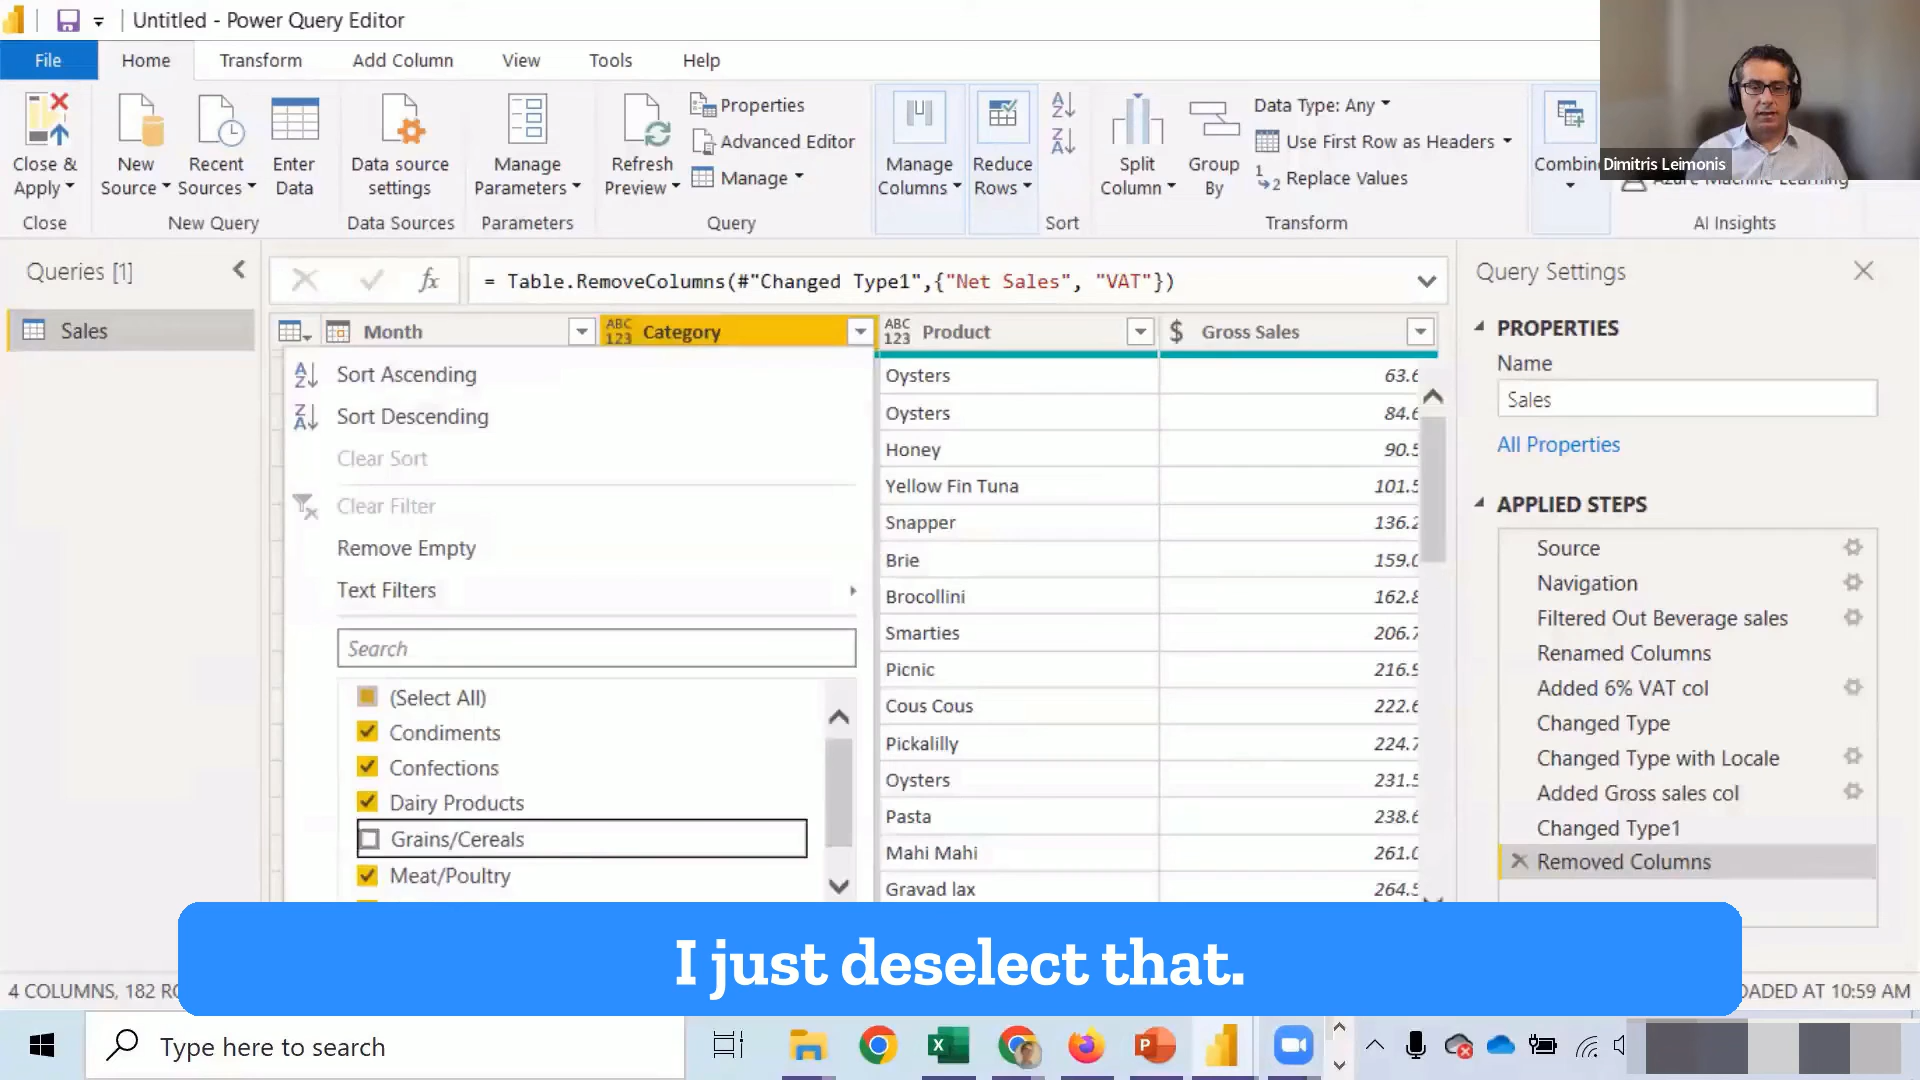 Untitled - Power Query Editor
File Home Transform Add Column View Tools Help
Close & Apply
New Source
Recent Sources
Enter Data
Data source settings
Manage Parameters
Refresh Preview
Properties
Advanced Editor
Manage
Manage Columns
Reduce Rows
Split Column
Group By
Data Type: Any
Use First Row as Headers
Replace Values
Close
New Query
Data Sources
Parameters
Query
Sort
Transform
AI Insights
Dimitris Leimonis
Queries [1]
Sales
fx
= Table.RemoveColumns(#"Changed Type1",{"Net Sales", "VAT"})
Month
ABC 123 Category
ABC 123 Product
$ Gross Sales
Sort Ascending
Sort Descending
Clear Sort
Clear Filter
Remove Empty
Text Filters
Search
(Select All)
Condiments
Confections
Dairy Products
Grains/Cereals
Meat/Poultry
Oysters
Oysters
Honey
Yellow Fin Tuna
Snapper
Brie
Brocollini
Smarties
Picnic
Cous Cous
Pickalilly
Oysters
Pasta
Mahi Mahi
Gravad lax
Query Settings
PROPERTIES
Name
Sales
All Properties
APPLIED STEPS
Source
Navigation
Filtered Out Beverage sales
Renamed Columns
Added 6% VAT col
Changed Type
Changed Type with Locale
Added Gross sales col
Changed Type1
Removed Columns
I just deselect that.
4 COLUMNS, 182
AT 10:59 AM
Type here to search